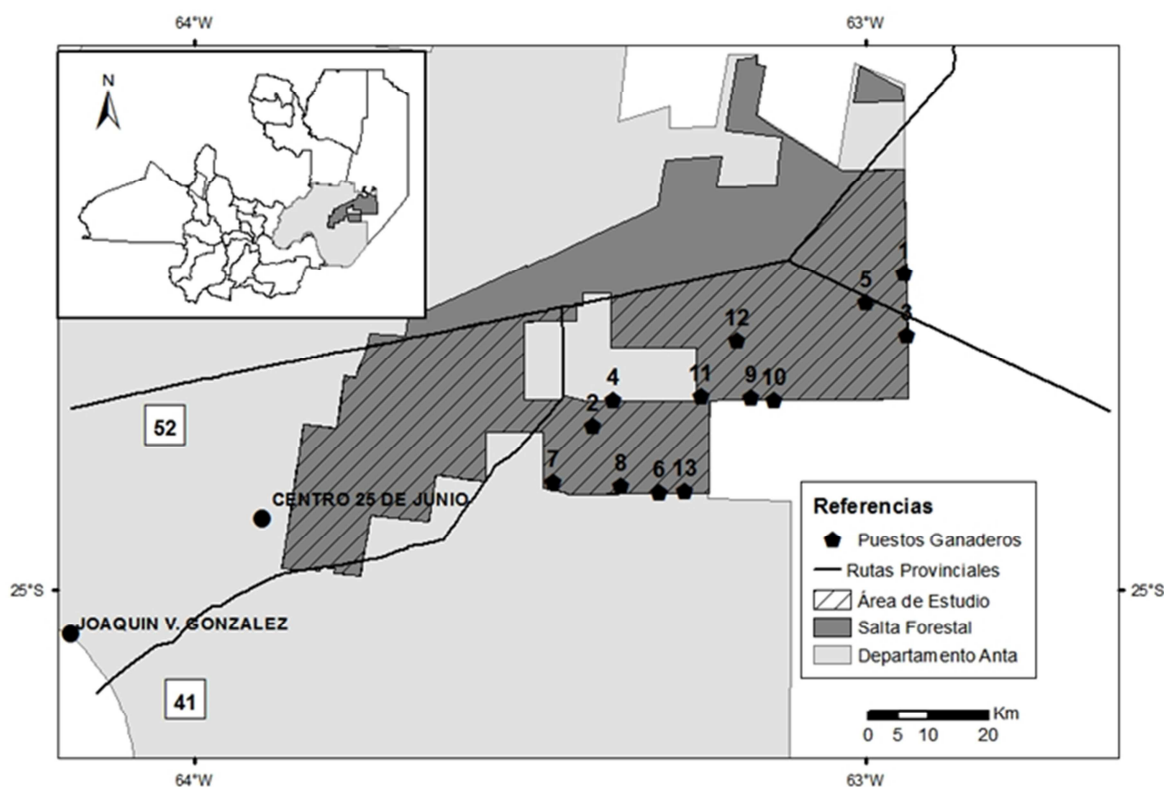 64°W 63°W
N
1
5
3
12
4 11 9 10
2
7 8 6 13
52
CENTRO 25 DE JUNIO
25°S 25°S
JOAQUIN V. GONZALEZ
41
Referencias
Puestos Ganaderos
Rutas Provinciales
Área de Estudio
Salta Forestal
Departamento Anta
Km
0 5 10 20
64°W 63°W